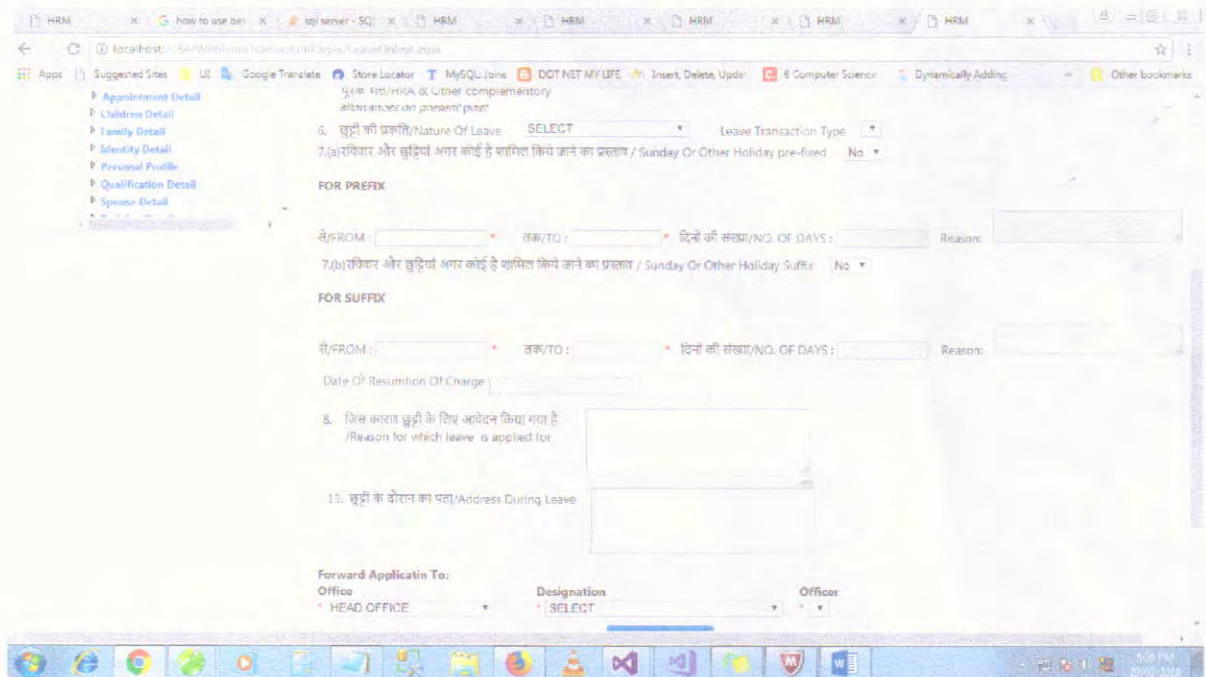 HRM
how to use bet
sql server - SQ
HRM
HRM
HRM
HRM
HRM
localhost
Apps
Suggested Sites
UI
Google Translate
Store Locator
MySQL Joins
DOT NET MY LIFE
Insert, Delete, Updat
6 Computer Science
Dynamically Adding
Other bookmarks
Appointment Detail
Children Detail
Family Detail
Identity Detail
Personal Profile
Qualification Detail
Spouse Detail
पूरक भत्ते/HRA & Other complementory
allowances on present post
6. छुट्टी की प्रकति/Nature Of Leave SELECT Leave Transaction Type
7.(a)रविवार और छुट्टियां अगर कोई है शामिल किये जाने का प्रस्ताव / Sunday Or Other Holiday pre-fixed No
FOR PREFIX
से/FROM : * तक/TO : * दिनों की संख्या/NO. OF DAYS : Reason:
7.(b)रविवार और छुट्टियां अगर कोई है शामिल किये जाने का प्रस्ताव / Sunday Or Other Holiday Suffix No
FOR SUFFIX
से/FROM : * तक/TO : * दिनों की संख्या/NO. OF DAYS : Reason:
Date Of Resumtion Of Charge
8. जिस कारण छुट्टी के लिए आवेदन किया गया है
/Reason for which leave is applied for
छुट्टी के दौरान का पता/Address During Leave
Forward Applicatin To:
Office Designation Officer
* HEAD OFFICE * SELECT *
5:08 PM